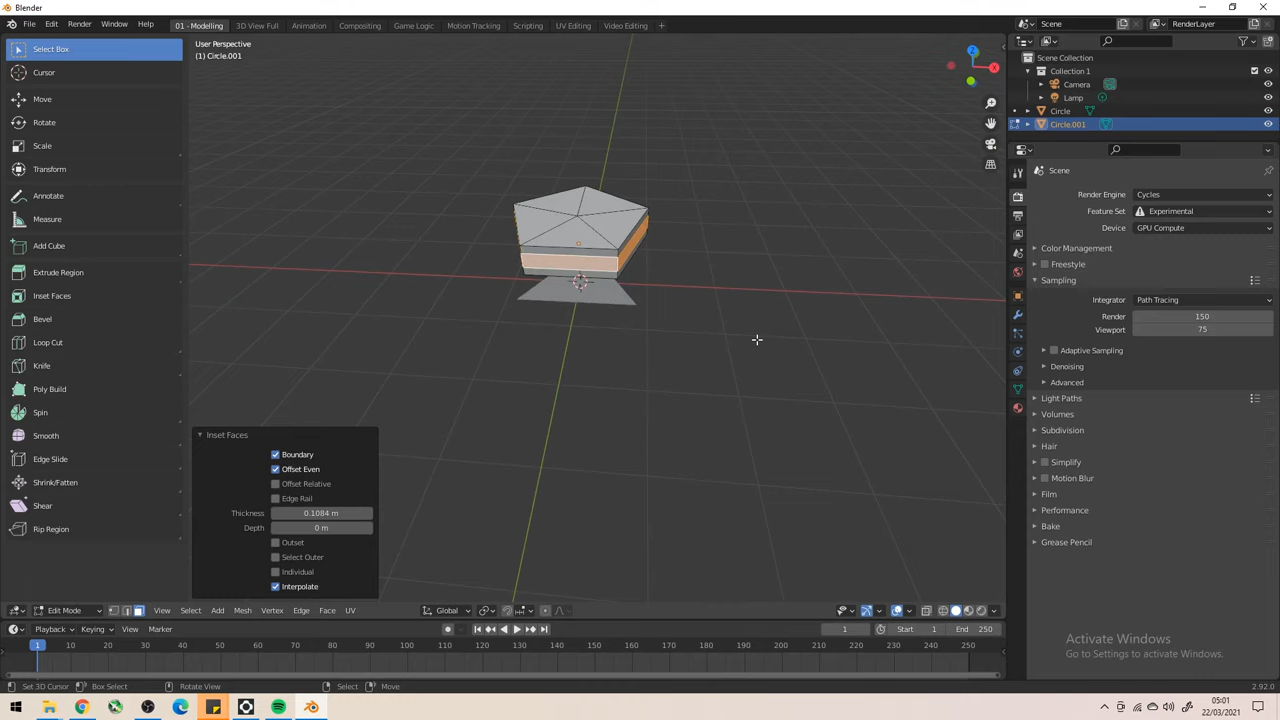 Blender
File Edit Render Window Help
01 - Modelling 3D View Full Animation Compositing Game Logic Motion Tracking Scripting UV Editing Video Editing +
Scene RenderLayer
Select Box
Cursor
Move
Rotate
Scale
Transform
Annotate
Measure
Add Cube
Extrude Region
Inset Faces
Bevel
Loop Cut
Knife
Poly Build
Spin
Smooth
Edge Slide
Shrink/Fatten
Shear
Rip Region
User Perspective
(1) Circle.001
Z
X
Inset Faces
Boundary
Offset Even
Offset Relative
Edge Rail
Thickness 0.1084 m
Depth 0 m
Outset
Select Outer
Individual
Interpolate
Scene Collection
Collection 1
Camera
Lamp
Circle
Circle.001
Scene
Render Engine Cycles
Feature Set Experimental
Device GPU Compute
Color Management
Freestyle
Sampling
Integrator Path Tracing
Render 150
Viewport 75
Adaptive Sampling
Denoising
Advanced
Light Paths
Volumes
Subdivision
Hair
Simplify
Motion Blur
Film
Performance
Bake
Grease Pencil
Edit Mode View Select Add Mesh Vertex Edge Face UV Global
Playback Keying View Marker 1 Start 1 End 250
1 10 20 30 40 50 60 70 80 90 100 110 120 130 140 150 160 170 180 190 200 210 220 230 240 250
Activate Windows
Go to Settings to activate Windows.
Set 3D Cursor Box Select Rotate View Select Move 2.92.0
05:01
22/03/2021